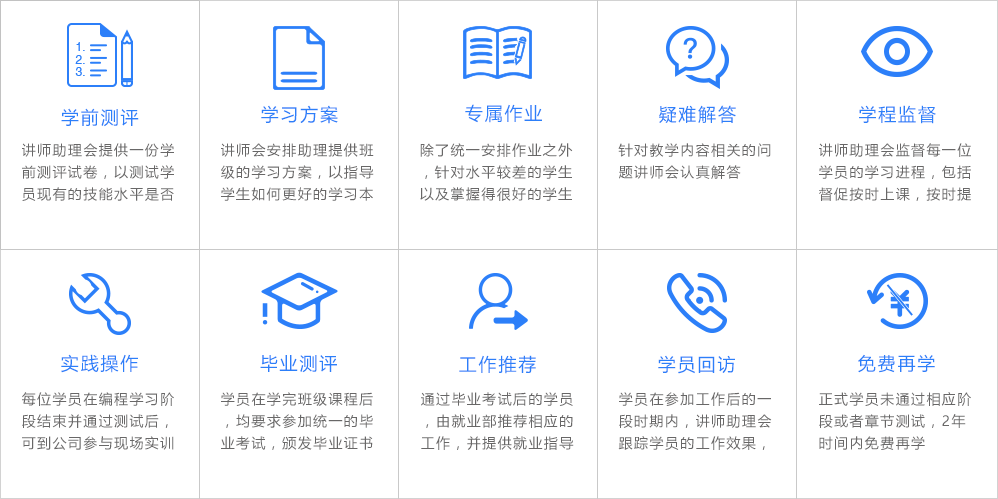 1.
2.
3.
?
¥
学前测评
讲师助理会提供一份学
前测评试卷，以测试学
员现有的技能水平是否
学习方案
讲师会安排助理提供班
级的学习方案，以指导
学生如何更好的学习本
专属作业
除了统一安排作业之外
，针对水平较差的学生
以及掌握得很好的学生
疑难解答
针对教学内容相关的问
题讲师会认真解答
学程监督
讲师助理会监督每一位
学员的学习进程，包括
督促按时上课，按时提
实践操作
每位学员在编程学习阶
段结束并通过测试后，
可到公司参与现场实训
毕业测评
学员在学完班级课程后
，均要求参加统一的毕
业考试，颁发毕业证书
工作推荐
通过毕业考试后的学员
，由就业部推荐相应的
工作，并提供就业指导
学员回访
学员在参加工作后的一
段时期内，讲师助理会
跟踪学员的工作效果，
免费再学
正式学员未通过相应阶
段或者章节测试，2年
时间内免费再学